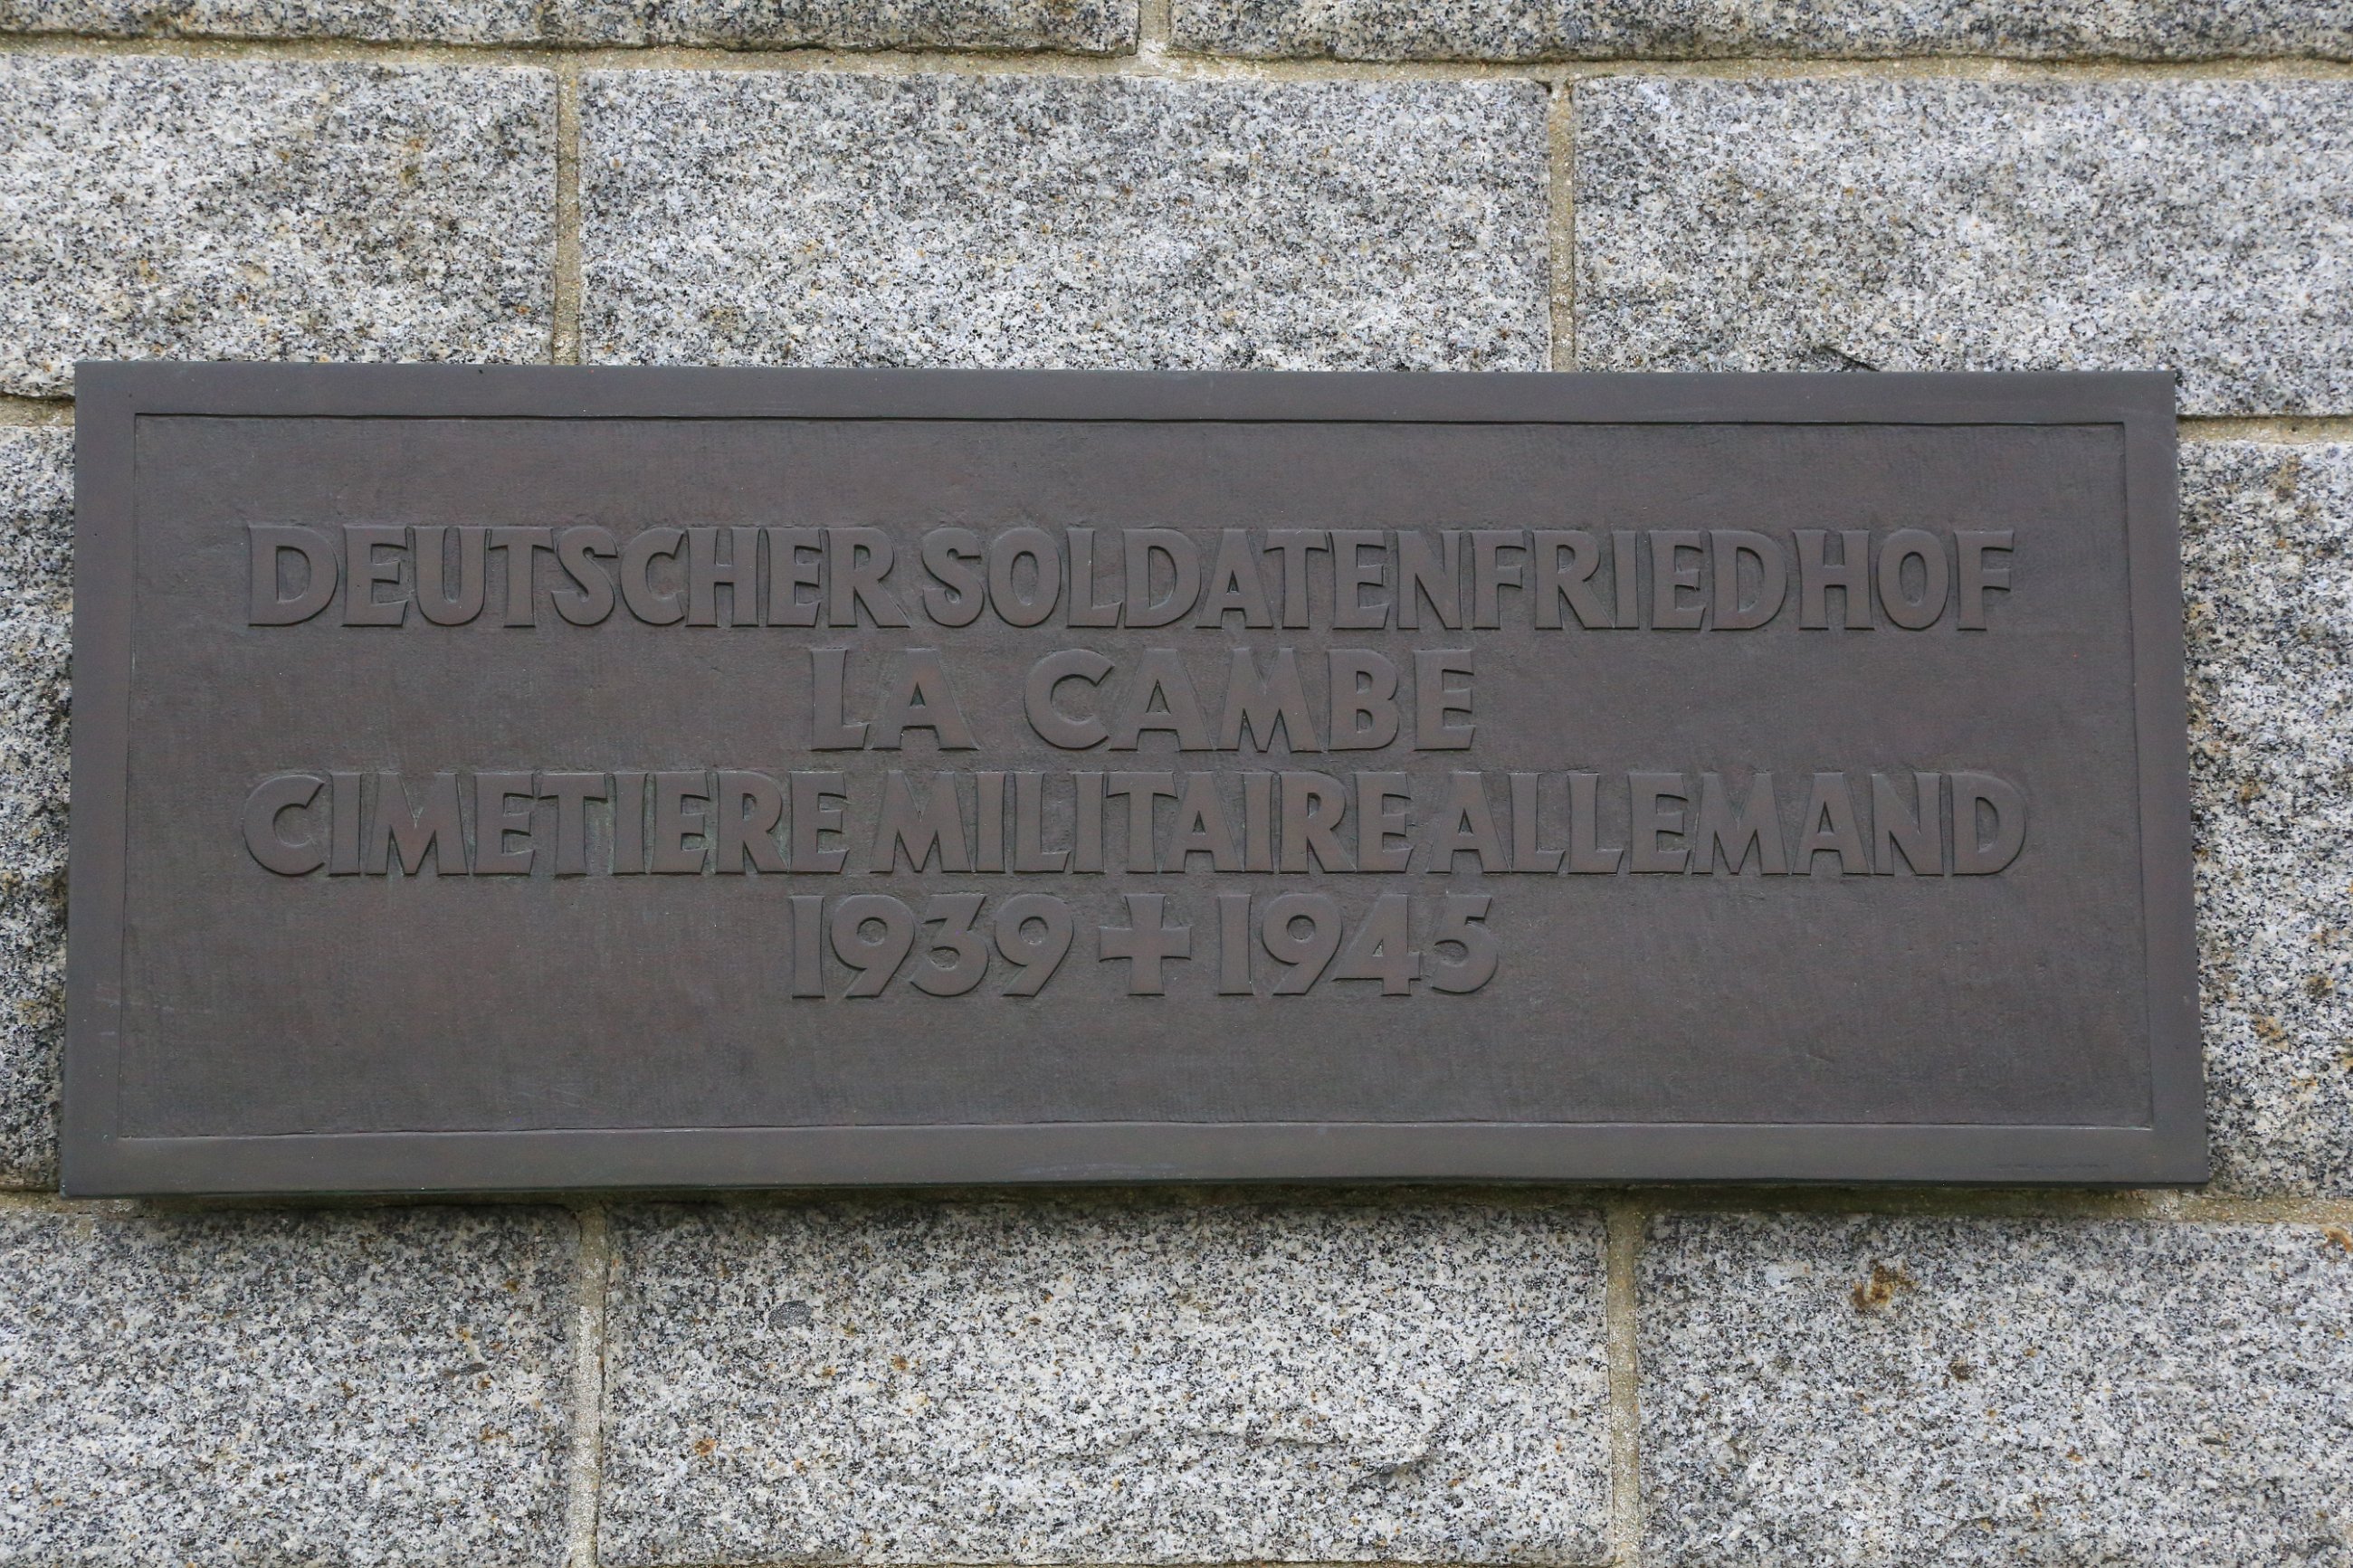 DEUTSCHER SOLDATENFRIEDHOF
LA CAMBE
CIMETIERE MILITAIRE ALLEMAND
1939 ✝ 1945